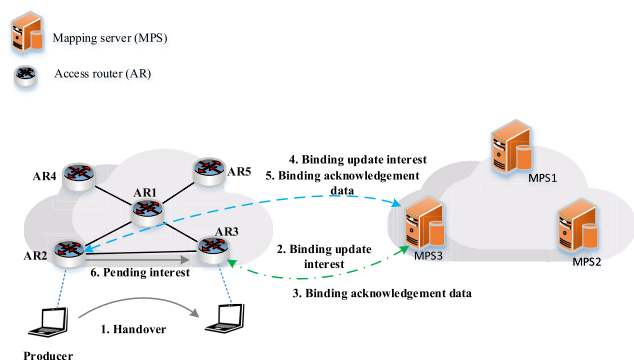 Mapping server (MPS)
Access router (AR)
4. Binding update interest
5. Binding acknowledgement
data
AR4
AR5
AR1
MPS1
AR2
AR3
2. Binding update
interest
MPS3
MPS2
6. Pending interest
3. Binding acknowledgement data
1. Handover
Producer